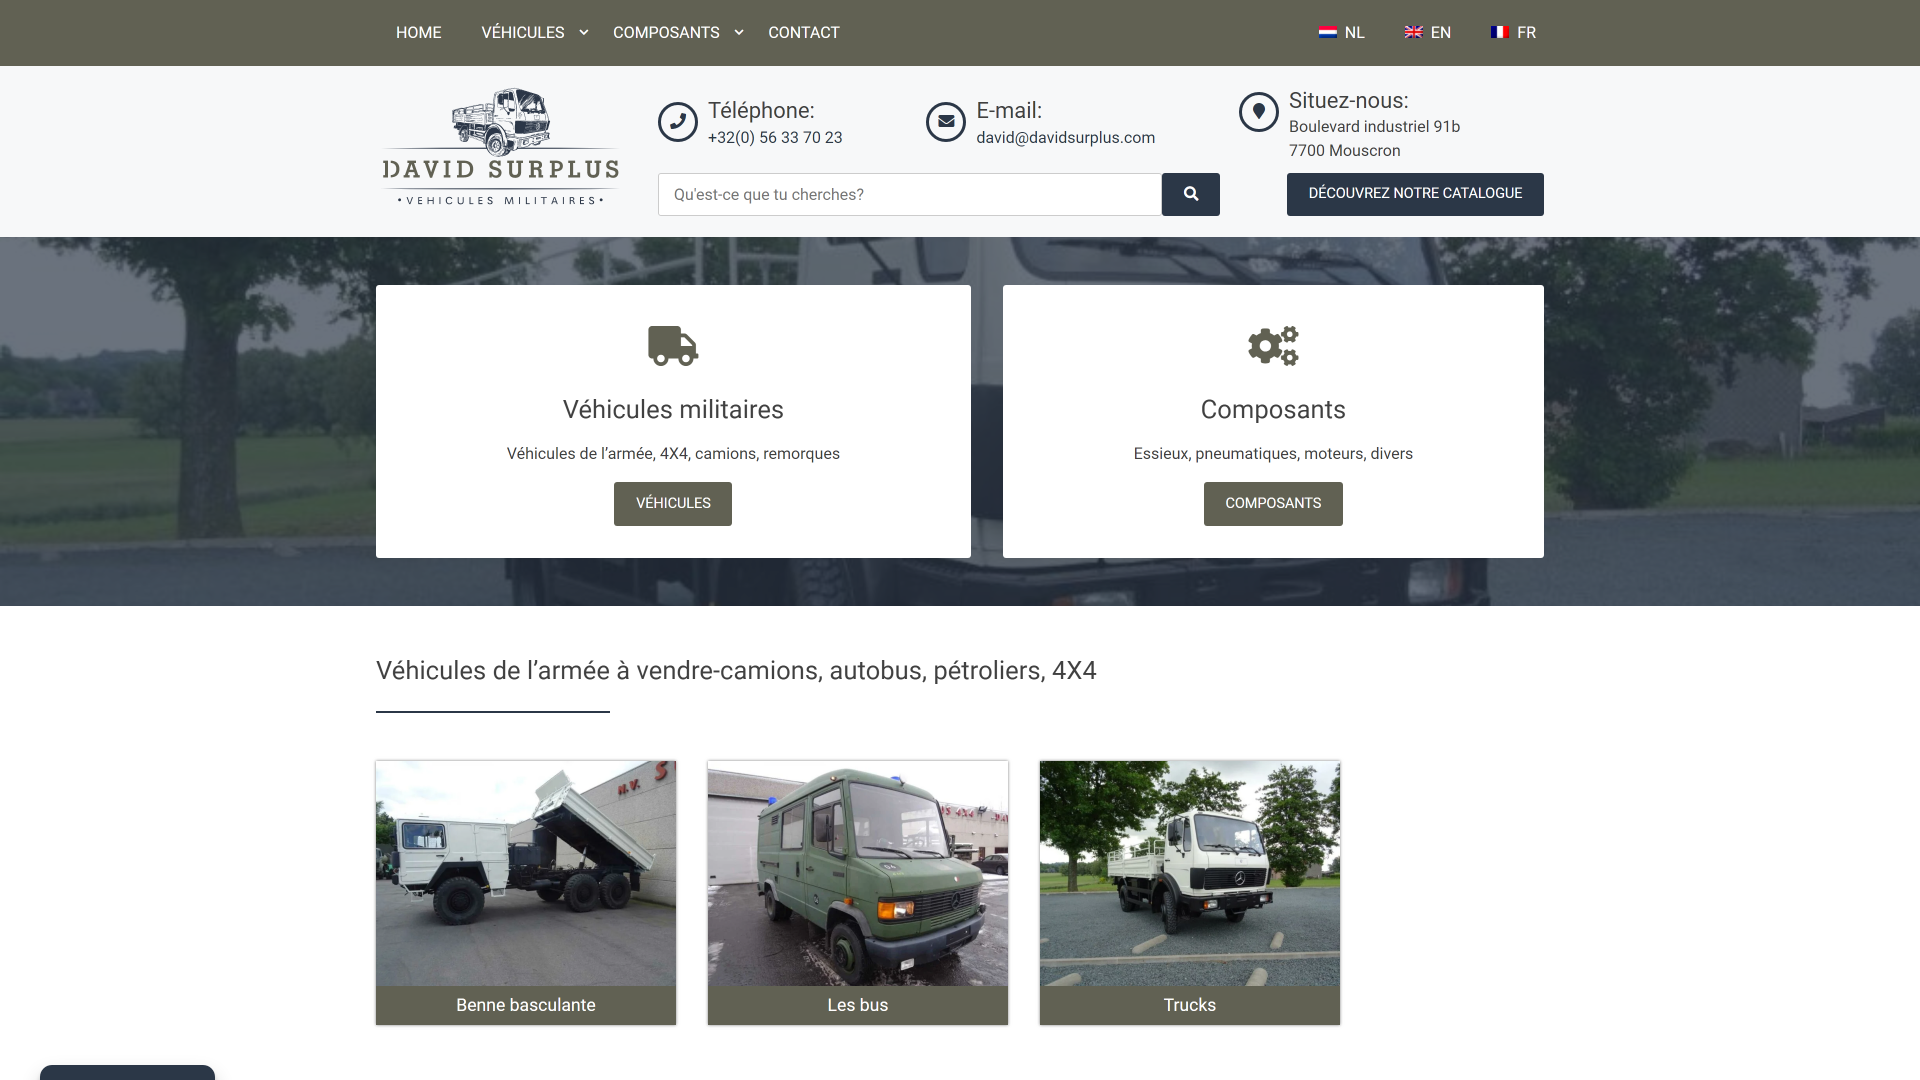 HOME
VÉHICULES
COMPOSANTS
CONTACT
NL
EN
FR
DAVID SURPLUS
•VEHICULES MILITAIRES•
Téléphone:
+32(0) 56 33 70 23
E-mail:
david@davidsurplus.com
Situez-nous:
Boulevard industriel 91b
7700 Mouscron
Qu'est-ce que tu cherches?
DÉCOUVREZ NOTRE CATALOGUE
Véhicules militaires
Véhicules de l’armée, 4X4, camions, remorques
VÉHICULES
Composants
Essieux, pneumatiques, moteurs, divers
COMPOSANTS
Véhicules de l’armée à vendre-camions, autobus, pétroliers, 4X4
N.V. S
Benne basculante
Les bus
Trucks